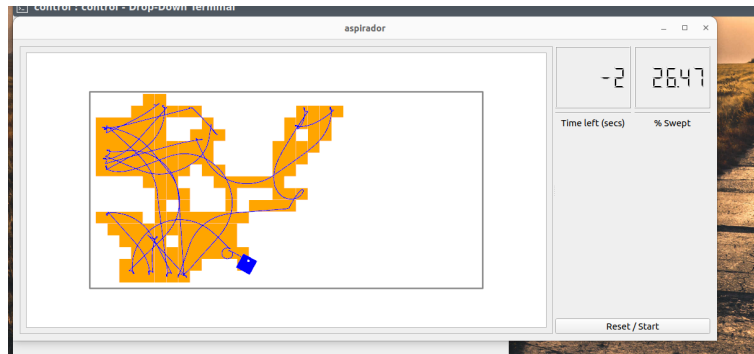 control : control - Drop-Down Terminal
aspirador
-2
26.47
Time left (secs)
% Swept
Reset / Start